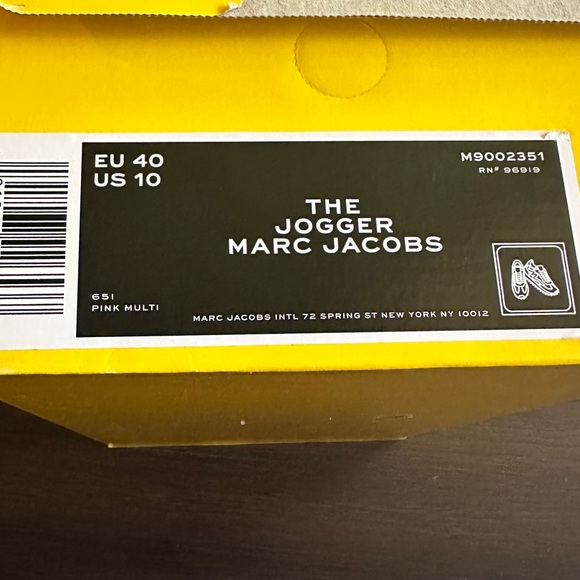 EU 40
US 10
M9002351
RN# 96919
THE
JOGGER
MARC JACOBS
651
PINK MULTI
MARC JACOBS INTL 72 SPRING ST NEW YORK NY 10012